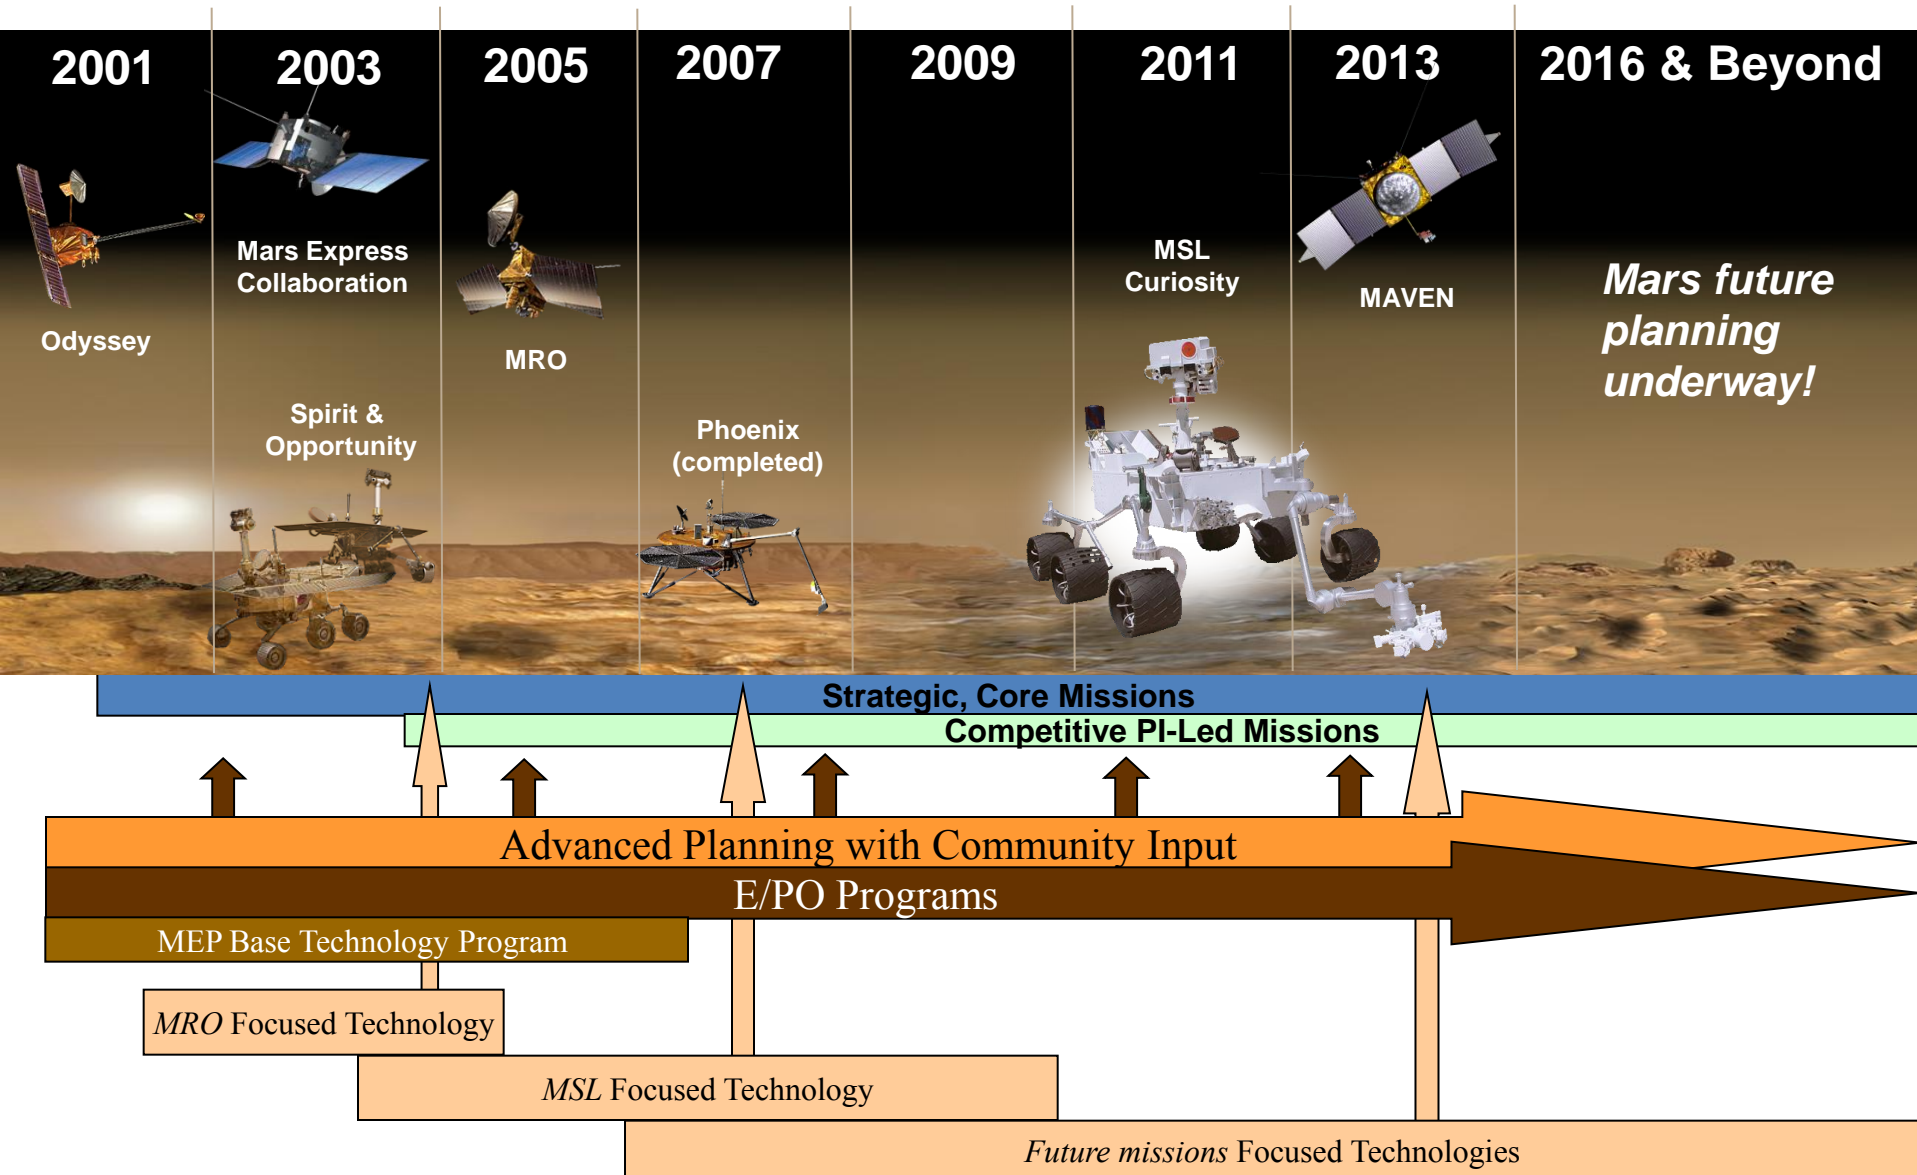 2001
2003
2005
2007
2009
2011
2013
2016 & Beyond
Odyssey
Mars Express
Collaboration
Spirit &
Opportunity
MRO
Phoenix
(completed)
MSL
Curiosity
MAVEN
Mars future
planning
underway!
Strategic, Core Missions
Competitive PI-Led Missions
Advanced Planning with Community Input
E/PO Programs
MEP Base Technology Program
MRO Focused Technology
MSL Focused Technology
Future missions Focused Technologies